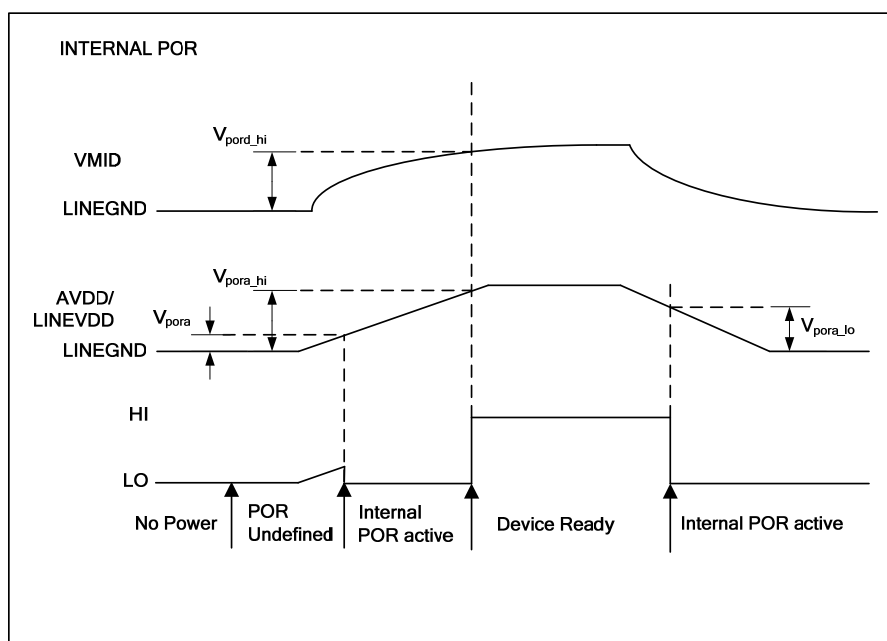 INTERNAL POR
Vpord_hi
VMID
LINEGND
Vpora_hi
AVDD/
LINEVDD
Vpora
LINEGND
Vpora_lo
HI
LO
No Power
POR
Undefined
Internal
POR active
Device Ready
Internal POR active